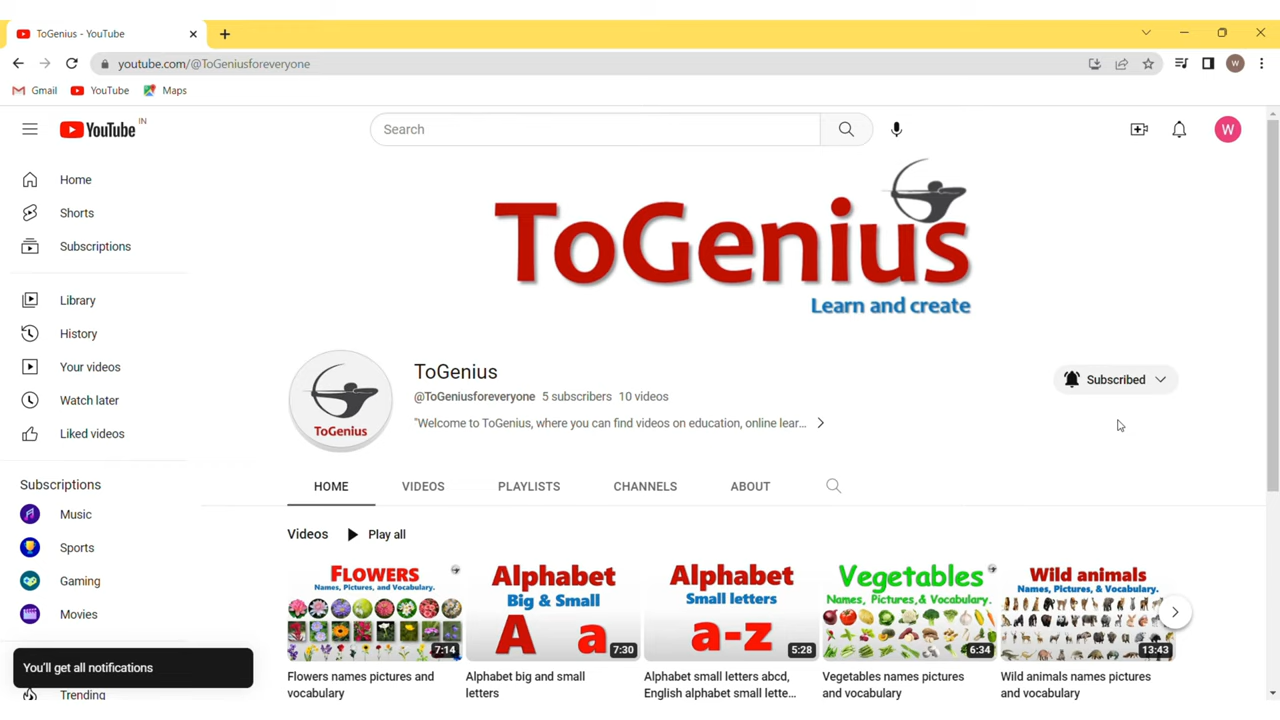 ToGenius - YouTube
youtube.com/@ToGeniusforeveryone
W
Gmail YouTube Maps
YouTube IN
Search
W
Home
Shorts
Subscriptions
Library
History
Your videos
Watch later
Liked videos
Subscriptions
Music
Sports
Gaming
Movies
Trending
You'll get all notifications
ToGenius
Learn and create
ToGenius
ToGenius
@ToGeniusforeveryone 5 subscribers 10 videos
"Welcome to ToGenius, where you can find videos on education, online lear...
Subscribed
HOME VIDEOS PLAYLISTS CHANNELS ABOUT
Videos Play all
FLOWERS
Names, Pictures, and Vocabulary.
7:14
Flowers names pictures and
vocabulary
Alphabet
Big & Small
A a
7:30
Alphabet big and small
letters
Alphabet
Small letters
a-z
5:28
Alphabet small letters abcd,
English alphabet small lette...
Vegetables
Names, Pictures,& Vocabulary.
6:34
Vegetables names pictures
and vocabulary
Wild animals
Names, Pictures, & Vocabulary.
13:43
Wild animals names pictures
and vocabulary